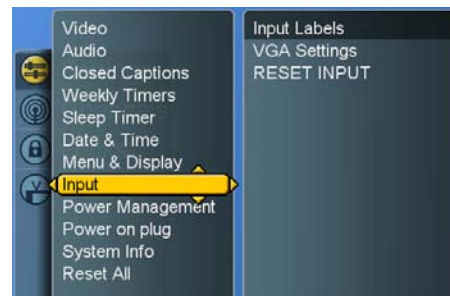 Video
Audio
Closed Captions
Weekly Timers
Sleep Timer
Date & Time
Menu & Display
Input
Power Management
Power on plug
System Info
Reset All
Input Labels
VGA Settings
RESET INPUT